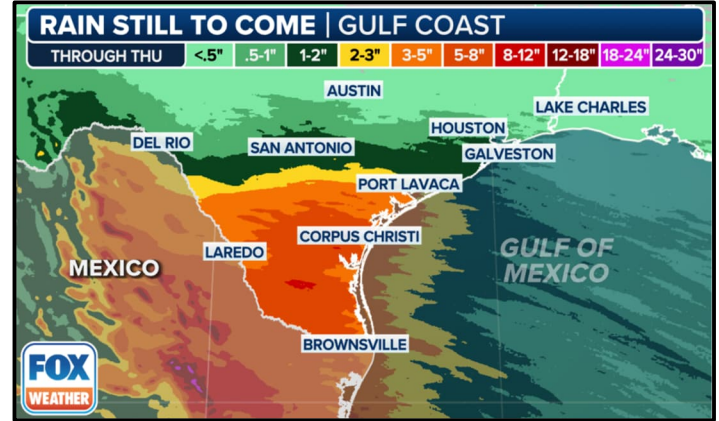 RAIN STILL TO COME | GULF COAST
THROUGH THU <.5" .5-1" 1-2" 2-3" 3-5" 5-8" 8-12" 12-18" 18-24" 24-30"
AUSTIN
LAKE CHARLES
HOUSTON
DEL RIO
SAN ANTONIO
GALVESTON
PORT LAVACA
CORPUS CHRISTI
LAREDO
GULF OF
MEXICO
MEXICO
BROWNSVILLE
FOX
WEATHER